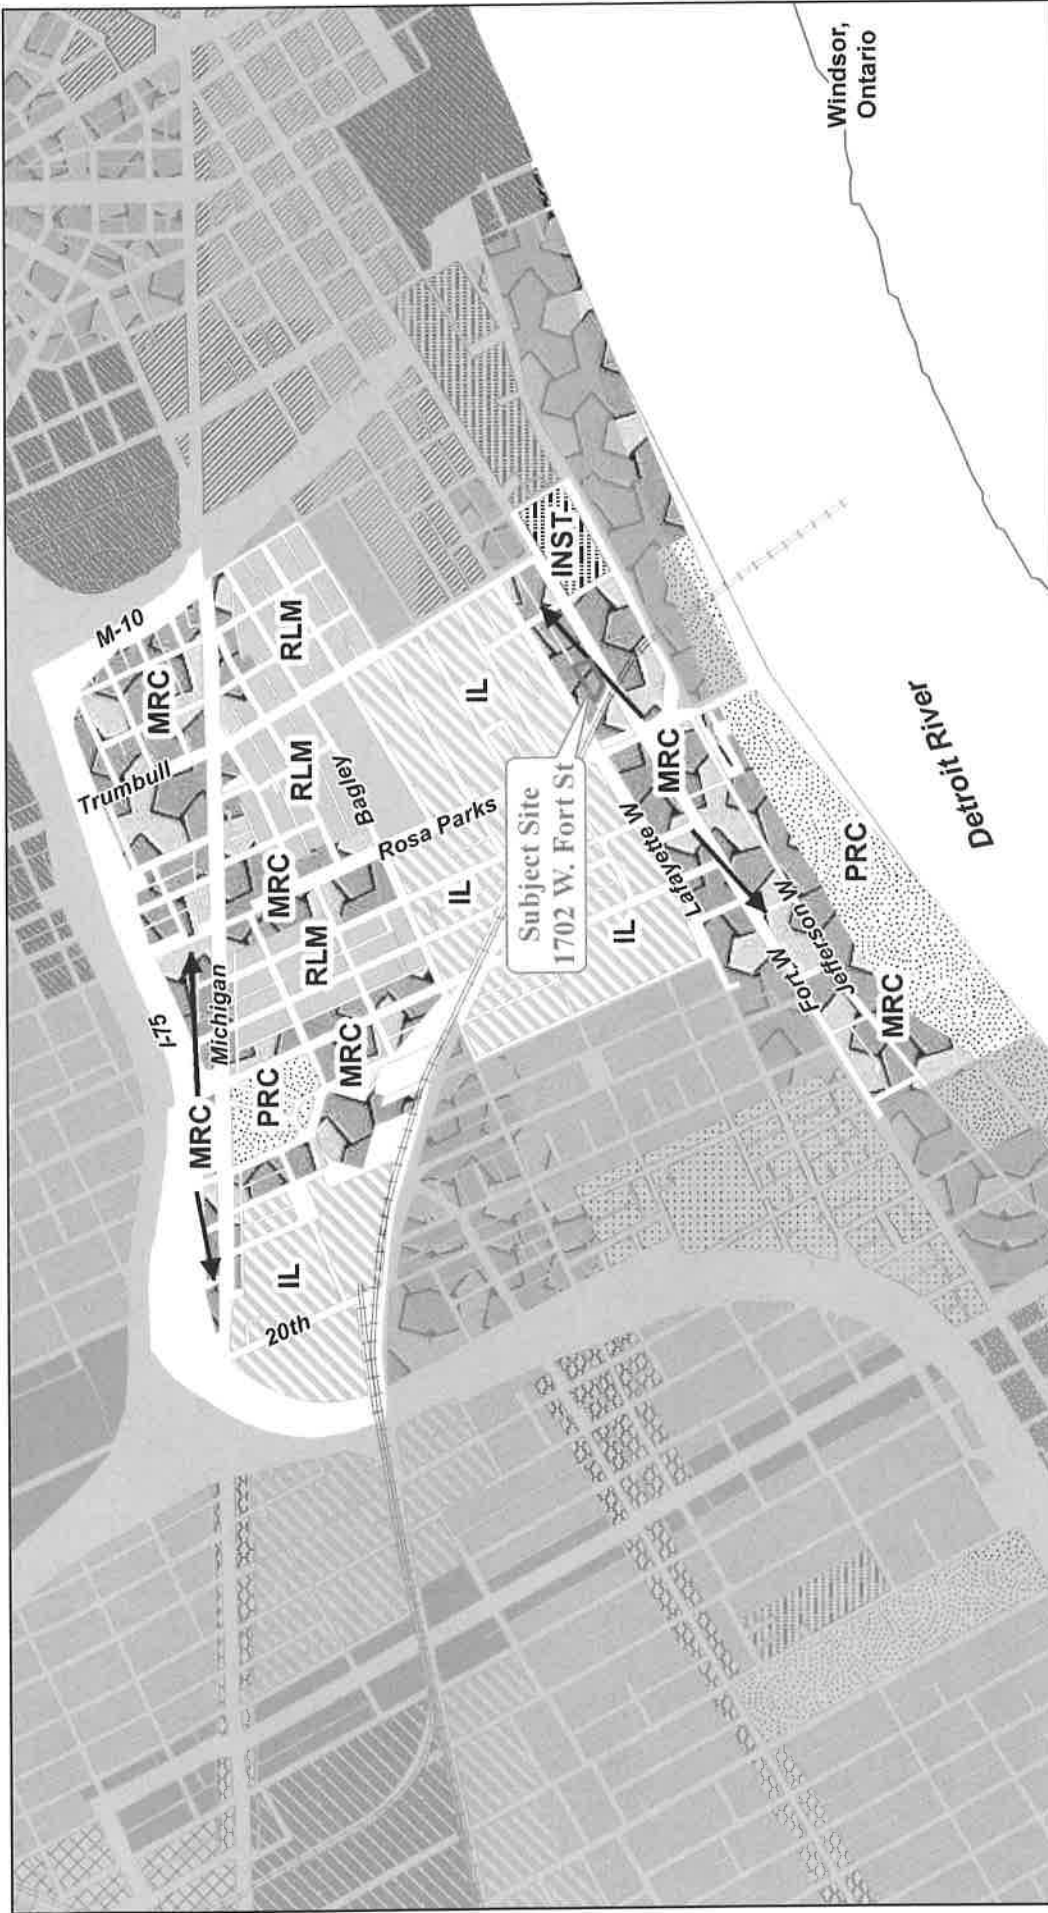 M-10
Trumbull
I-75
MRC
MRC
Michigan
PRC
20th
IL
MRC
RLM
RLM
RLM
MRC
Bagley
Rosa Parks
IL
IL
Subject Site
1702 W. Fort St
INST
IL
Lafayette W
MRC
Fort W
Jefferson W
PRC
MRC
Detroit River
Windsor,
Ontario